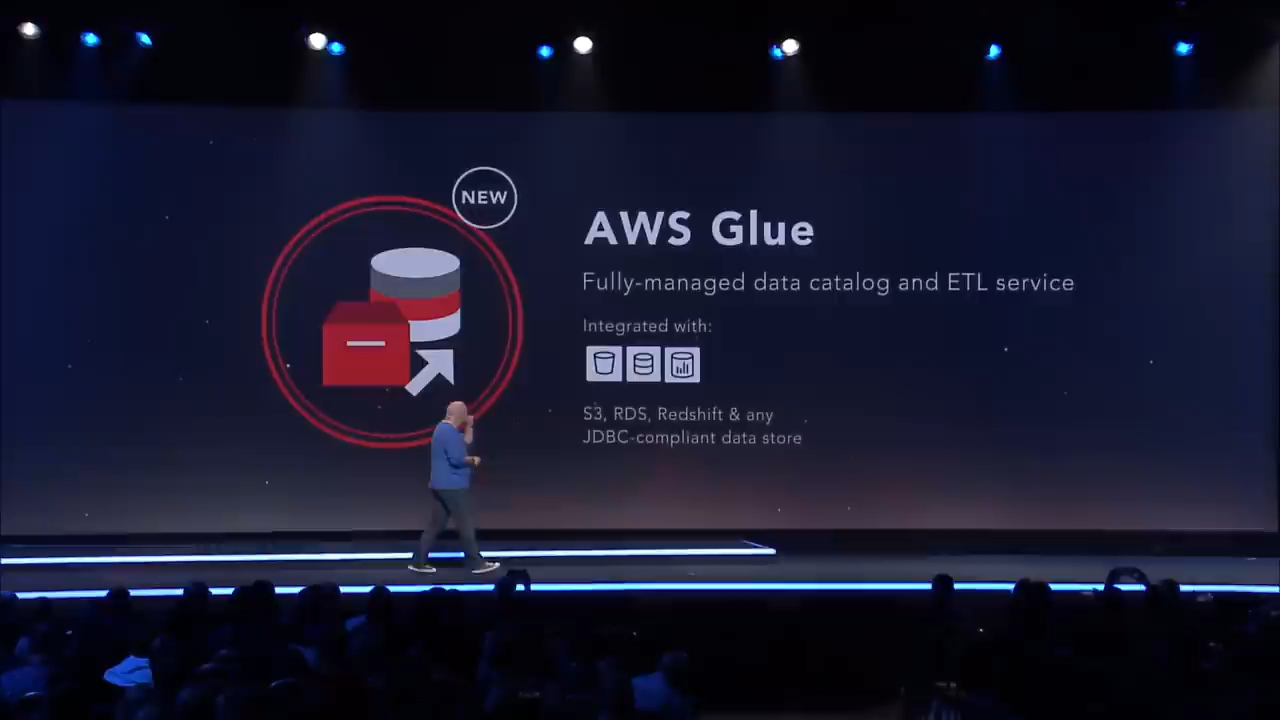 NEW
AWS Glue
Fully-managed data catalog and ETL service
Integrated with:
S3, RDS, Redshift & any
JDBC-compliant data store